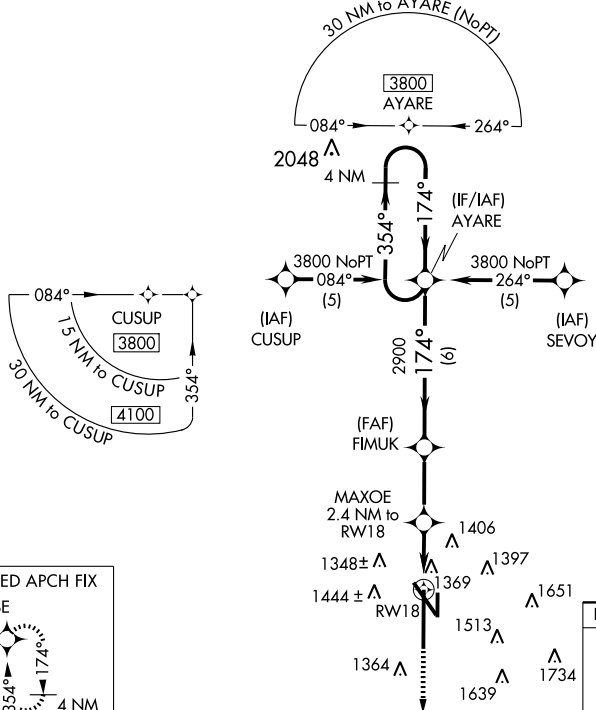 30 NM to AYARE (NoPT)
3800
AYARE
084°
264°
2048
4 NM
354°
174°
(IF/IAF)
AYARE
3800 NoPT
084°
(5)
3800 NoPT
264°
(5)
(IAF)
CUSUP
(IAF)
SEVOY
084°
CUSUP
3800
15 NM to CUSUP
4100
30 NM to CUSUP
354°
2900
174°
(6)
(FAF)
FIMUK
MAXOE
2.4 NM to
RW18
1406
1348±
1397
1369
1444 ±
RW18
1651
1513
1364
1734
1639
ED APCH FIX
SE
354°
174°
4 NM